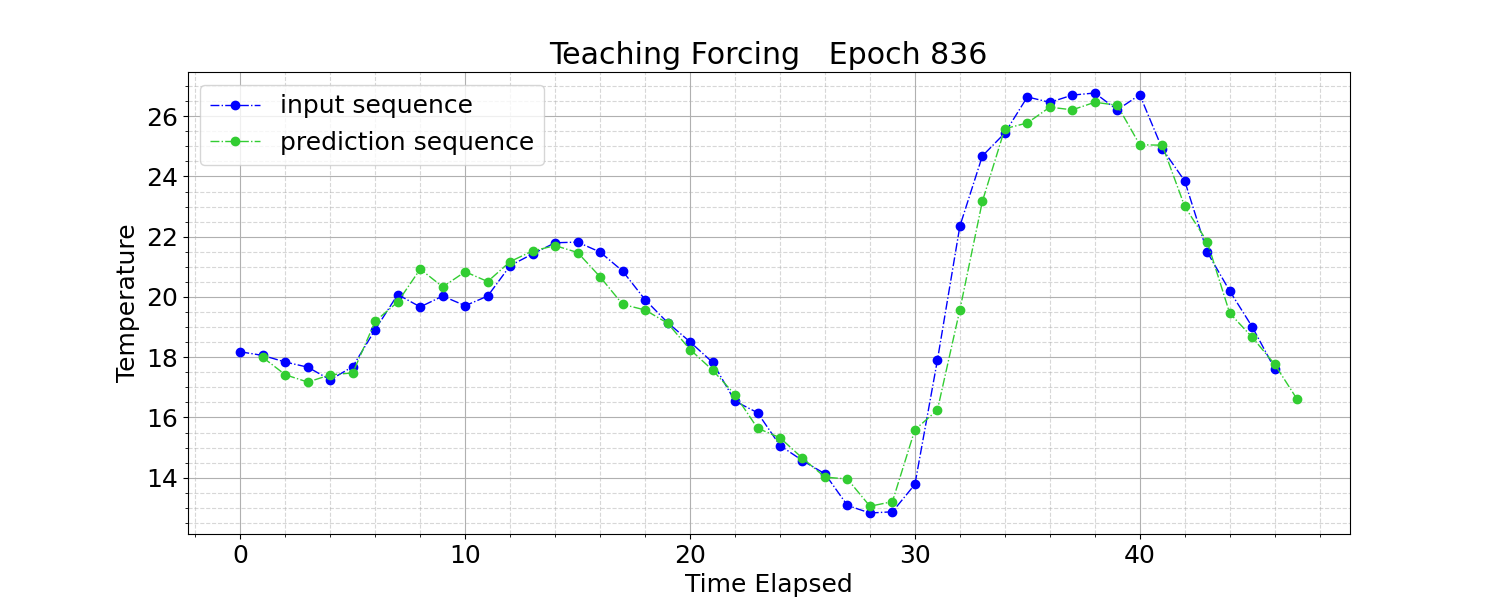 Teaching Forcing   Epoch 836
input sequence
prediction sequence
26
24
22
20
18
16
14
Temperature
0 10 20 30 40
Time Elapsed